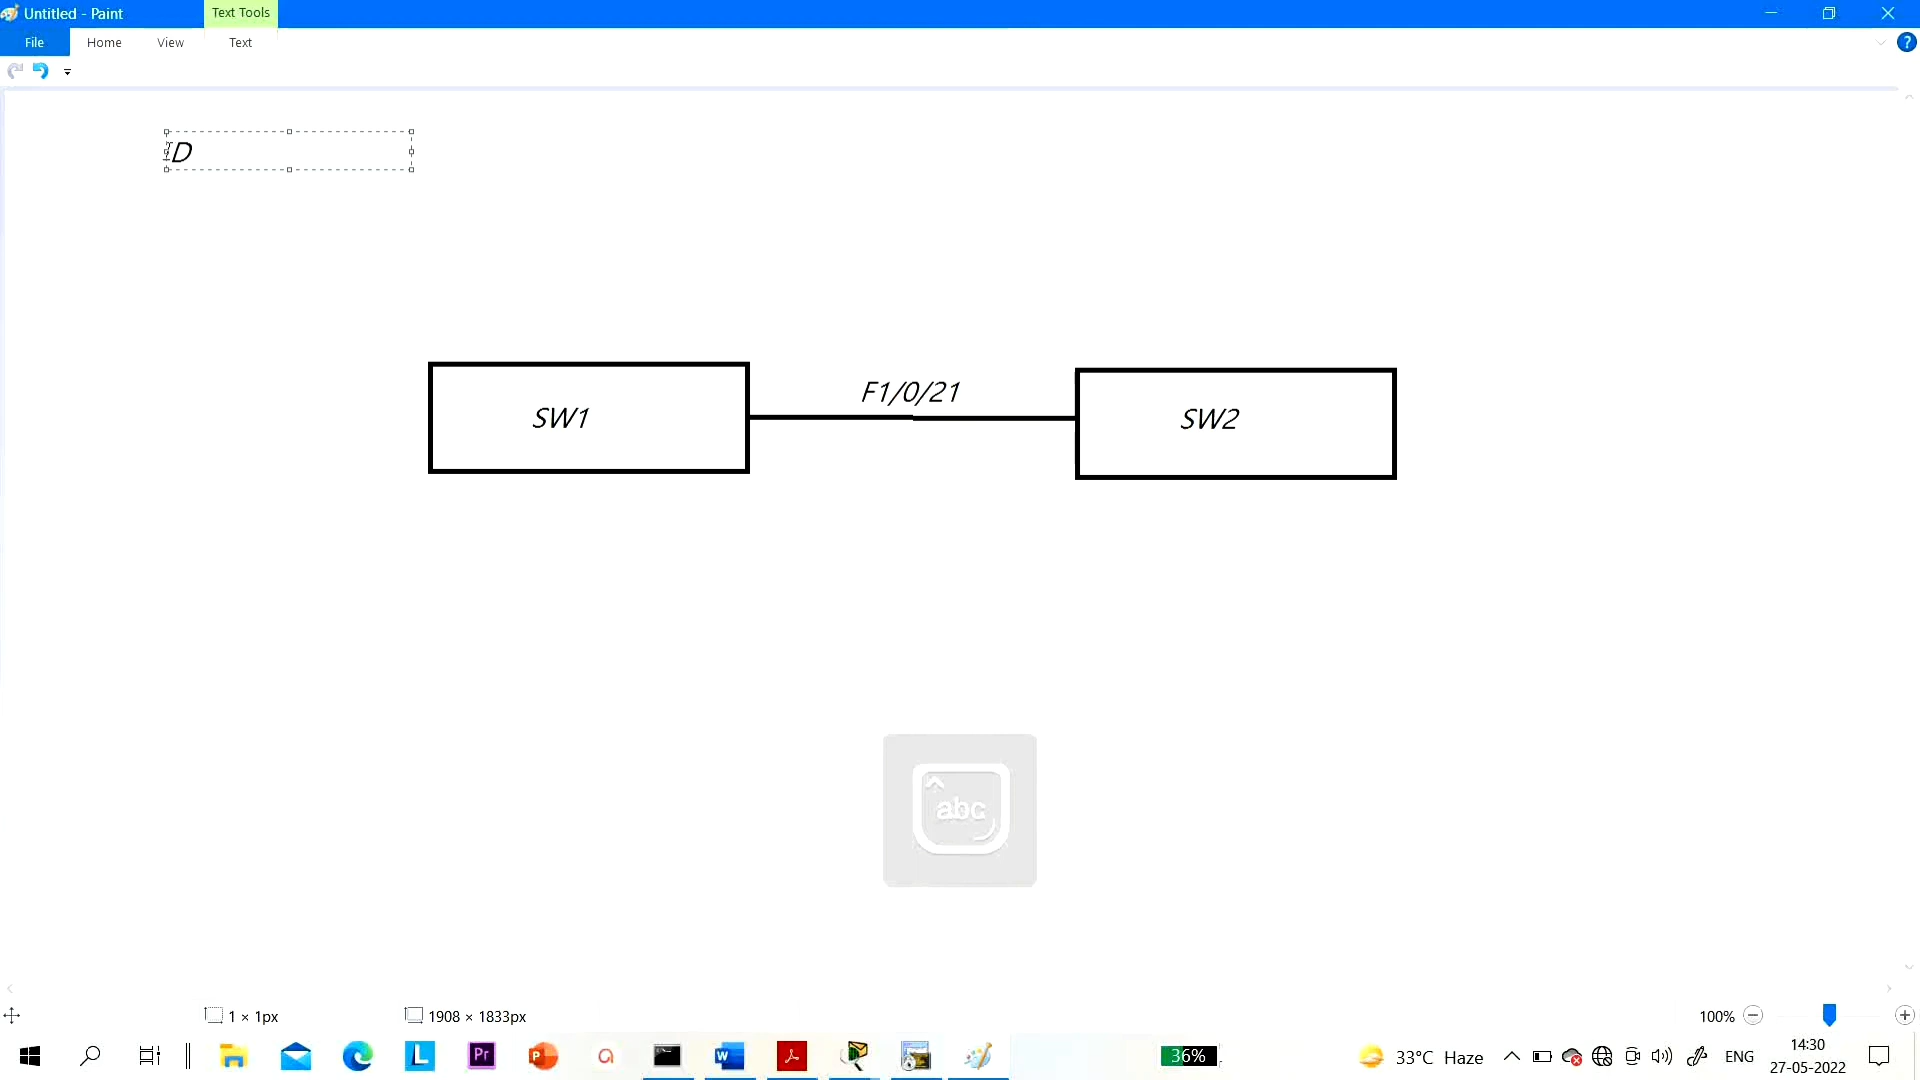 Untitled - Paint
Text Tools
File
Home
View
Text
?
D
F1/0/21
SW1
SW2
abc
1 × 1px
1908 × 1833px
100%
L
Pr
P
W
36%
33°C Haze
ENG
14:30
27-05-2022